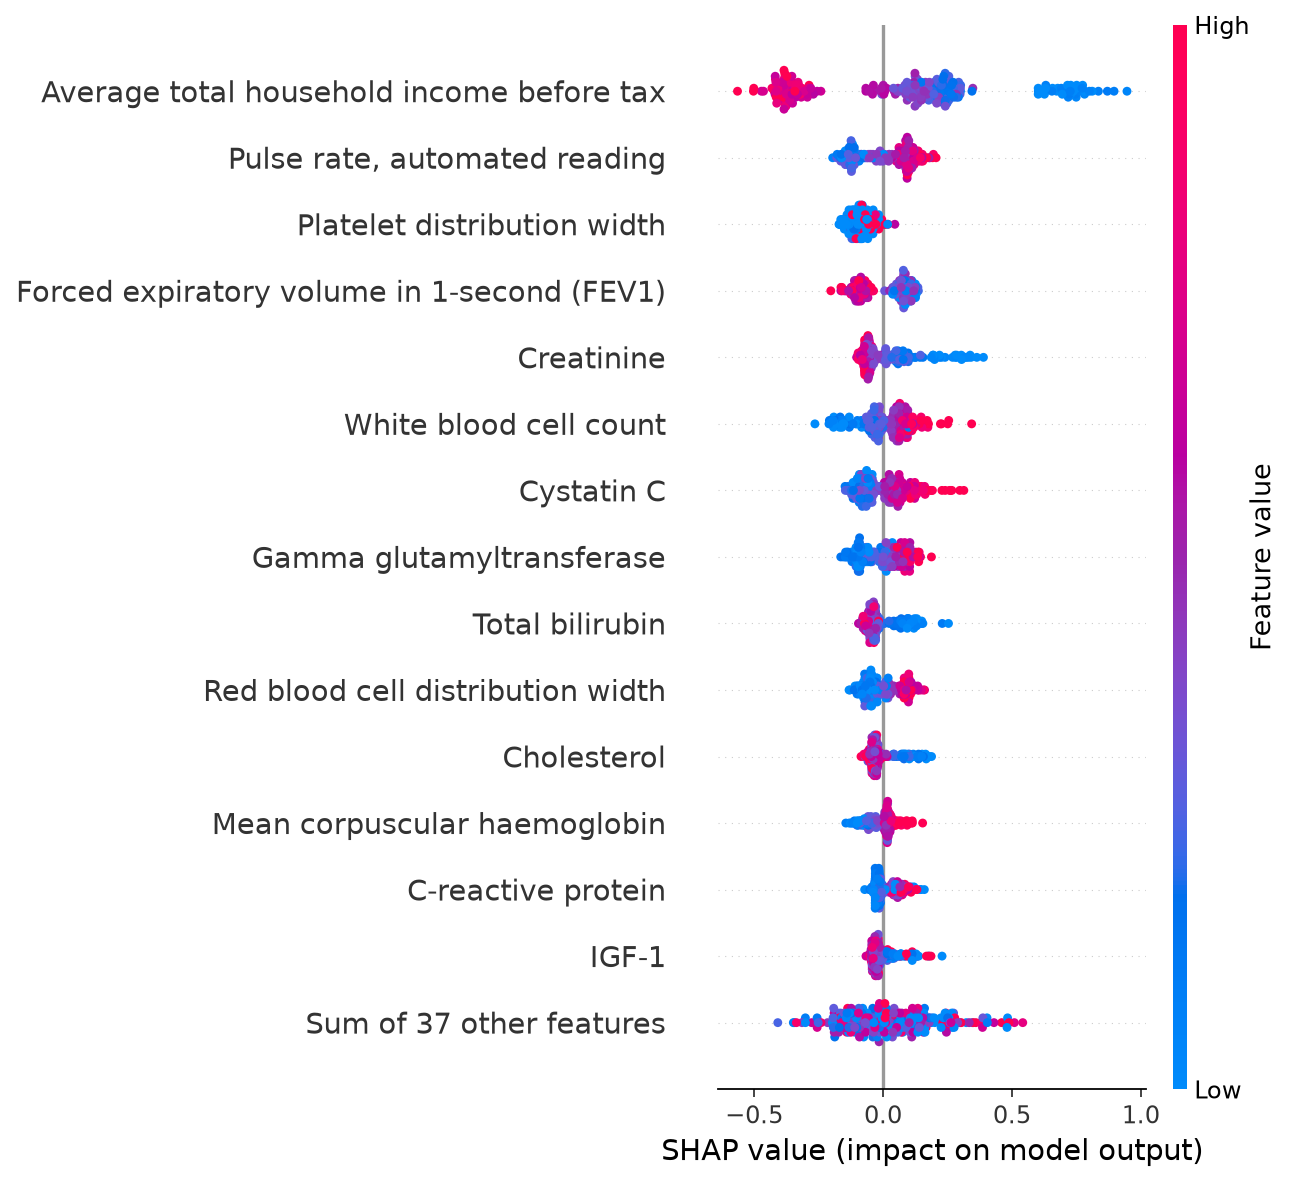 High
Average total household income before tax
Pulse rate, automated reading
Platelet distribution width
Forced expiratory volume in 1-second (FEV1)
Creatinine
White blood cell count
Cystatin C
Gamma glutamyltransferase
Total bilirubin
Red blood cell distribution width
Cholesterol
Mean corpuscular haemoglobin
C-reactive protein
IGF-1
Sum of 37 other features
Feature value
Low
−0.5 0.0 0.5 1.0
SHAP value (impact on model output)